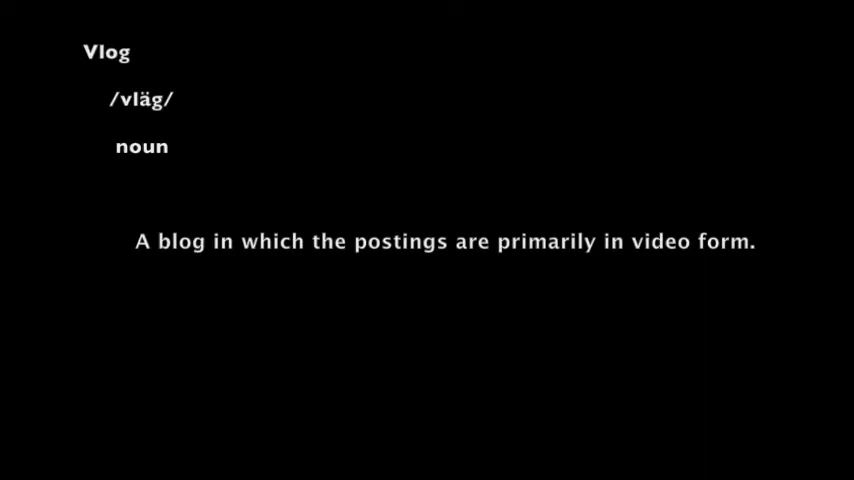 Vlog
/vläg/
noun
A blog in which the postings are primarily in video form.